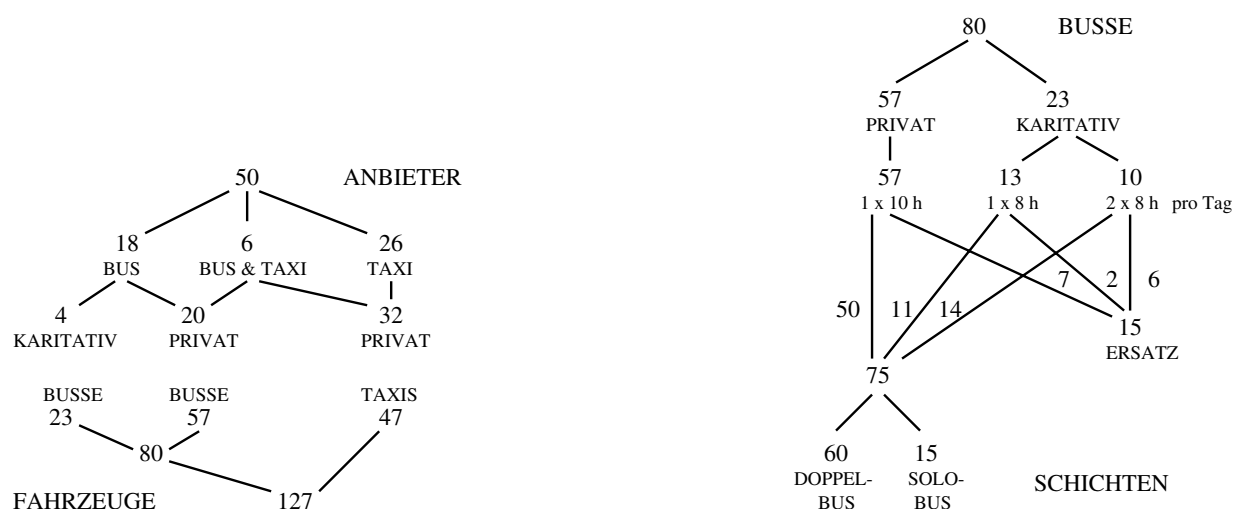 50 ANBIETER
18 6 26
BUS BUS & TAXI TAXI
4 20 32
KARITATIV PRIVAT PRIVAT
BUSSE BUSSE TAXIS
23 57 47
80
FAHRZEUGE 127
80 BUSSE
57 23
PRIVAT KARITATIV
57 13 10
1 x 10 h 1 x 8 h 2 x 8 h pro Tag
7 2 6
50 11 14
15
ERSATZ
75
60 15
DOPPEL- SOLO-
BUS BUS
SCHICHTEN